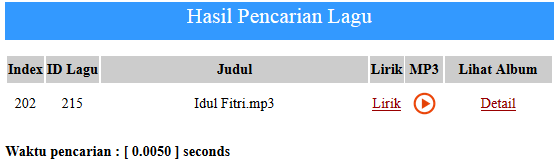 Hasil Pencarian Lagu
Index ID Lagu Judul Lirik MP3 Lihat Album
202 215 Idul Fitri.mp3 Lirik Detail
Waktu pencarian : [ 0.0050 ] seconds